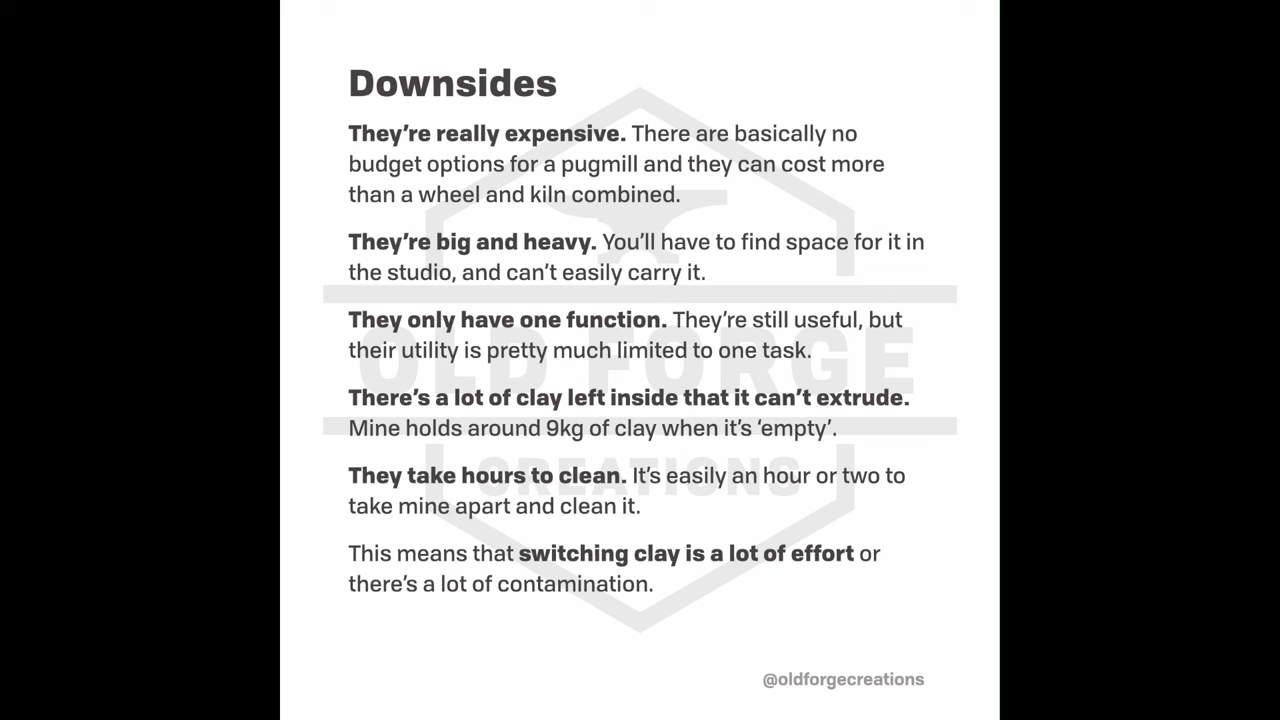 Downsides
They’re really expensive. There are basically no
budget options for a pugmill and they can cost more
than a wheel and kiln combined.
They’re big and heavy. You’ll have to find space for it in
the studio, and can’t easily carry it.
They only have one function. They’re still useful, but
their utility is pretty much limited to one task.
OLD FORGE
There’s a lot of clay left inside that it can’t extrude.
Mine holds around 9kg of clay when it’s ‘empty’.
They take hours to clean. It’s easily an hour or two to
CREATIONS
take mine apart and clean it.
This means that switching clay is a lot of effort or
there’s a lot of contamination.
@oldforgecreations